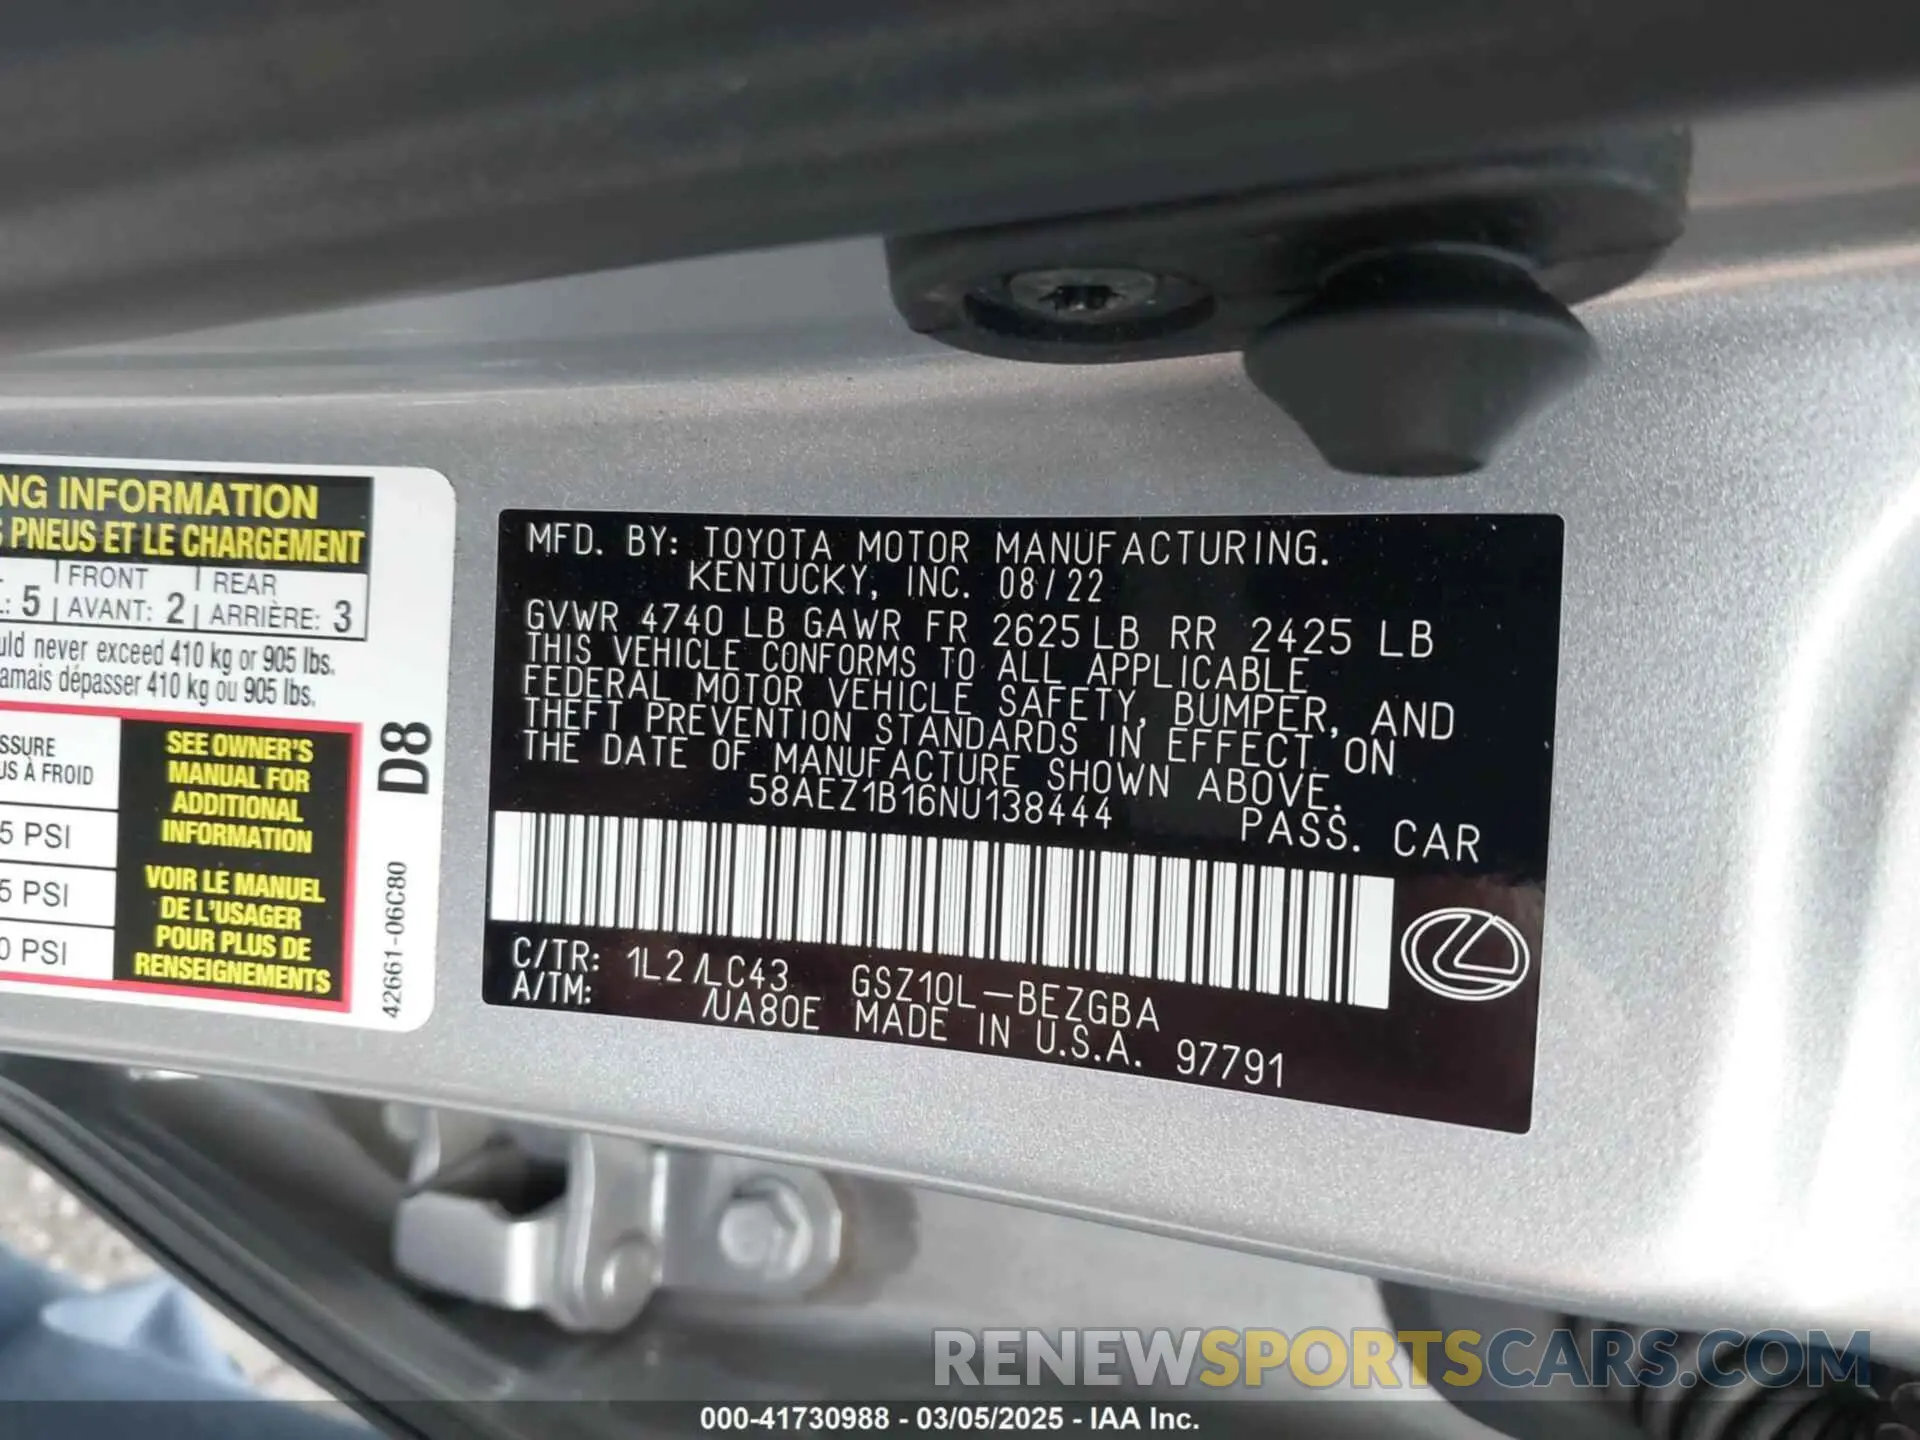 NG INFORMATION
PNEUS ET LE CHARGEMENT
FRONT REAR
5 AVANT: 2 ARRIÈRE: 3
uld never exceed 410 kg or 905 lbs.
amais dépasser 410 kg ou 905 lbs.
SSURE
US À FROID
5 PSI
5 PSI
0 PSI
SEE OWNER'S
MANUAL FOR
ADDITIONAL
INFORMATION
VOIR LE MANUEL
DE L'USAGER
POUR PLUS DE
RENSEIGNEMENTS
D8
42661-06C80
MFD. BY: TOYOTA MOTOR MANUFACTURING.
KENTUCKY, INC. 08/22
GVWR 4740 LB GAWR FR 2625 LB RR 2425 LB
THIS VEHICLE CONFORMS TO ALL APPLICABLE
FEDERAL MOTOR VEHICLE SAFETY, BUMPER, AND
THEFT PREVENTION STANDARDS IN EFFECT ON
THE DATE OF MANUFACTURE SHOWN ABOVE.
58AEZ1B16NU138444 PASS. CAR
C/TR: 1L2 /LC43 GSZ10L-BEZGBA
A/TM: /UA80E MADE IN U.S.A. 97791
RENEWSPORTSCARS.COM
000-41730988 - 03/05/2025 - IAA Inc.